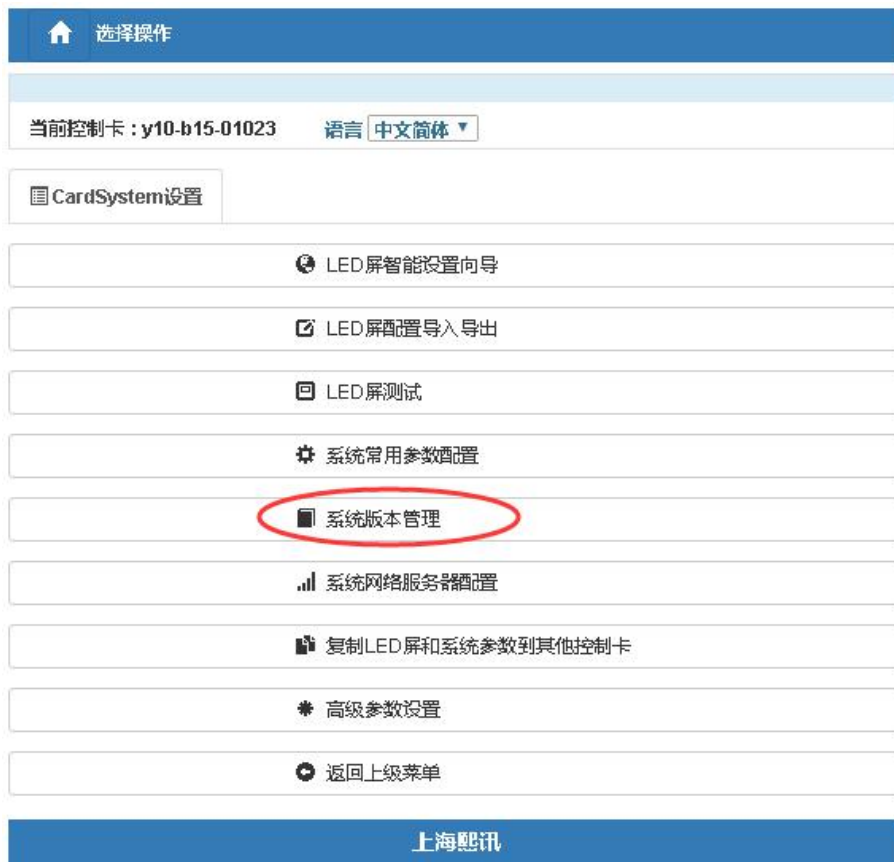 选择操作
当前控制卡：y10-b15-01023 语言 中文简体
CardSystem设置
LED屏智能设置向导
LED屏配置导入导出
LED屏测试
系统常用参数配置
系统版本管理
系统网络服务器配置
复制LED屏和系统参数到其他控制卡
高级参数设置
返回上级菜单
上海熙讯